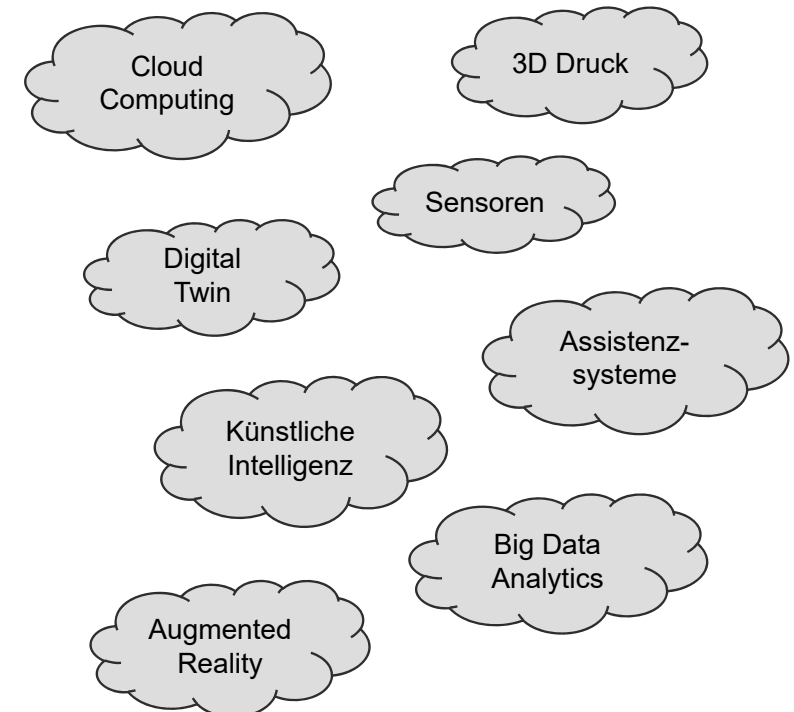 Cloud
Computing
3D Druck
Sensoren
Digital
Twin
Assistenz-
systeme
Künstliche
Intelligenz
Big Data
Analytics
Augmented
Reality